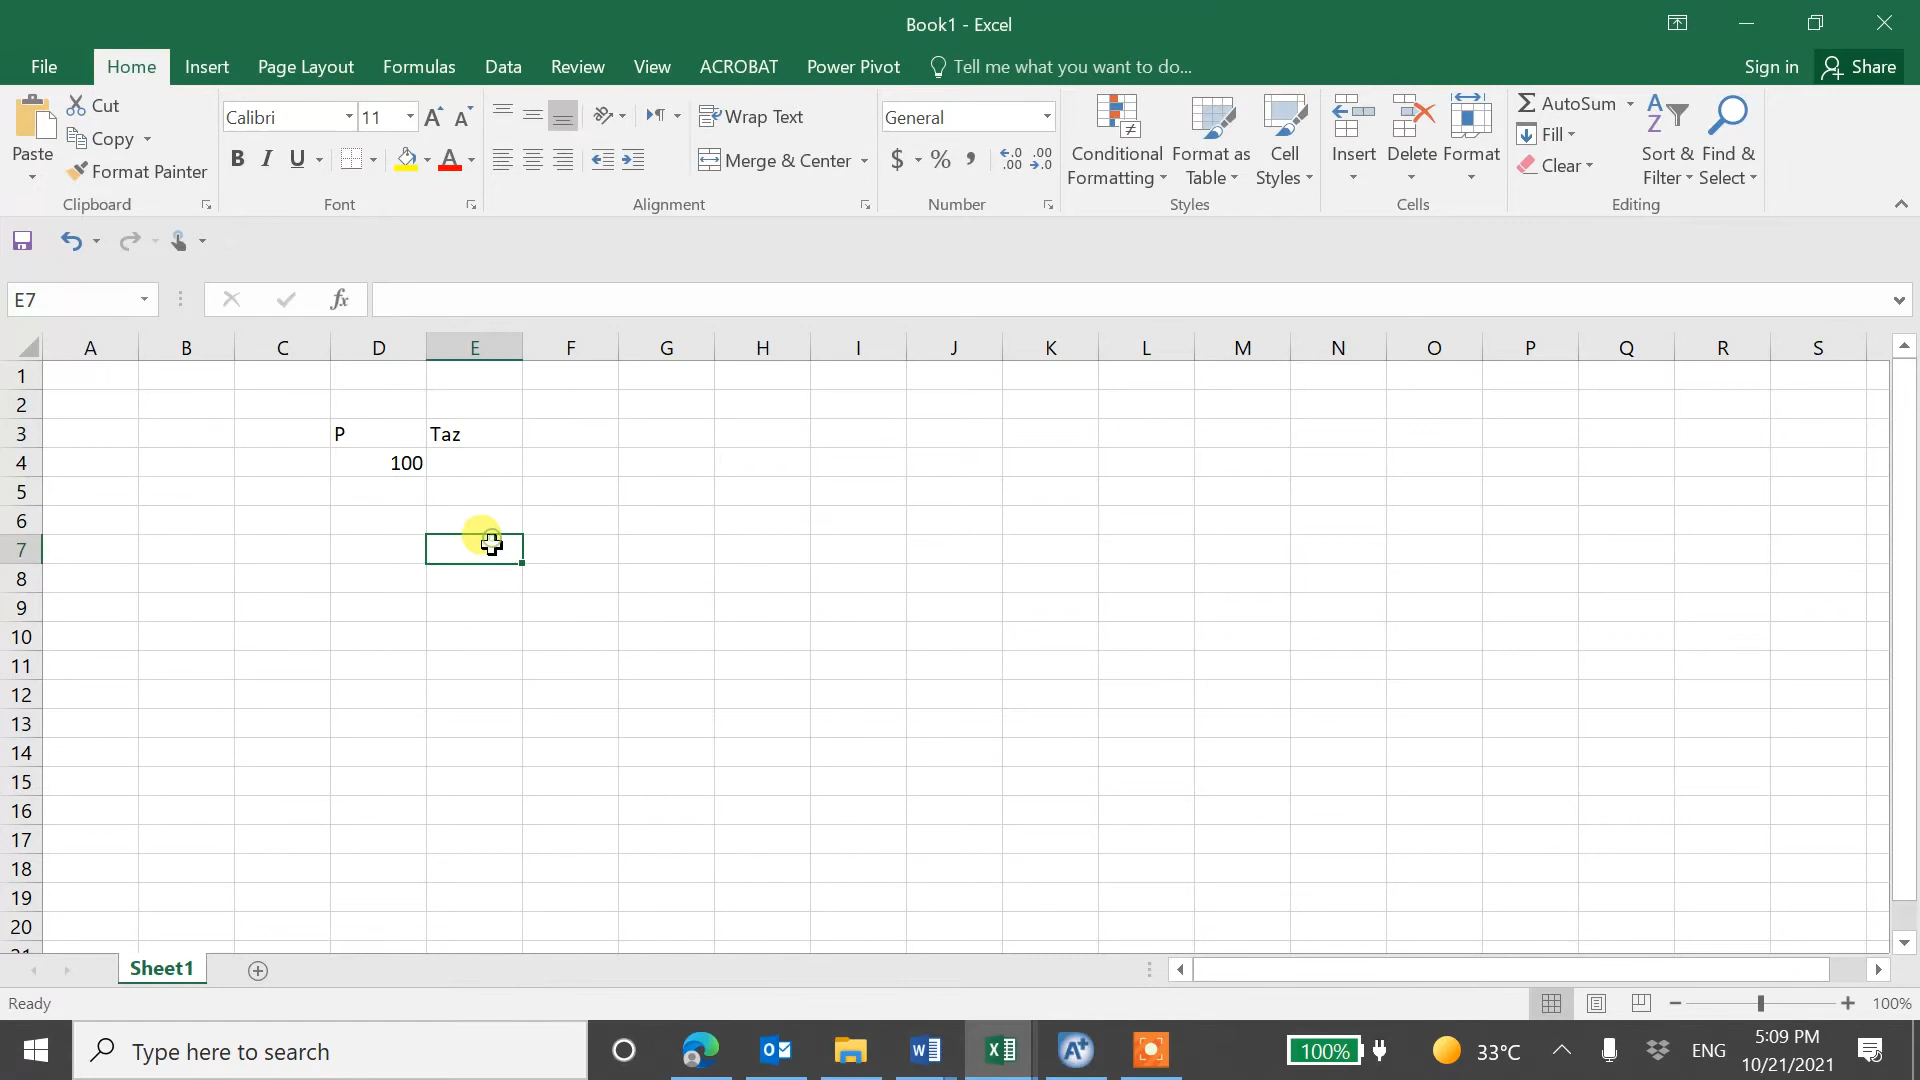 Book1 - Excel
File Home Insert Page Layout Formulas Data Review View ACROBAT Power Pivot Tell me what you want to do... Sign in Share
Paste
Cut
Copy
Format Painter
Clipboard
Calibri 11
B I U A
Font
Wrap Text
Merge & Center
Alignment
General
$ % ,
Number
Conditional Formatting
Format as Table
Cell Styles
Styles
Insert Delete Format
Cells
AutoSum
Fill
Clear
Sort & Filter
Find & Select
Editing
E7 fx
A B C D E F G H I J K L M N O P Q R S
1
2
3 P Taz
4 100
5
6
7
8
9
10
11
12
13
14
15
16
17
18
19
20
Sheet1
Ready 100%
Type here to search 100% 33°C ENG 5:09 PM
10/21/2021